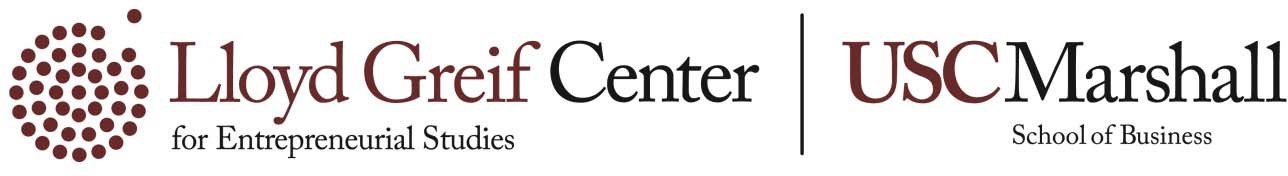 Lloyd Greif Center
for Entrepreneurial Studies
USCMarshall
School of Business